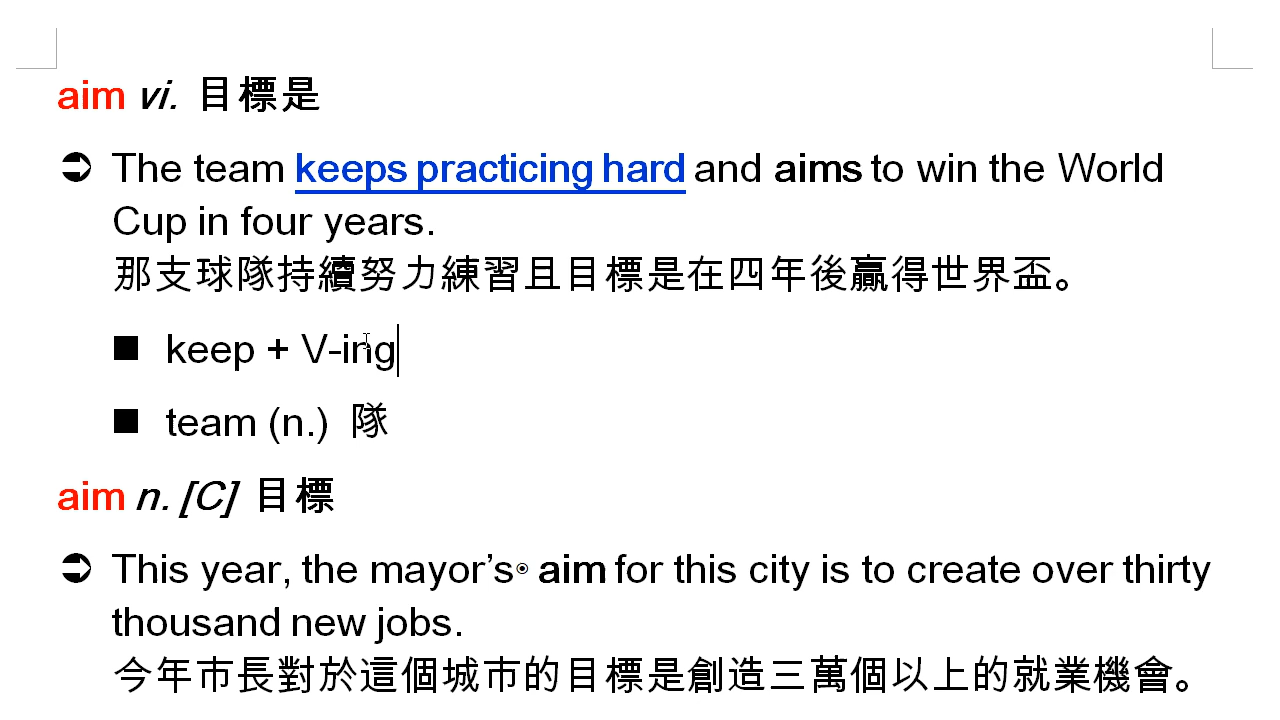 aim vi. 目標是
➲ The team keeps practicing hard and aims to win the World
Cup in four years.
那支球隊持續努力練習且目標是在四年後贏得世界盃。
■ keep + V-ing
■ team (n.) 隊
aim n. [C] 目標
➲ This year, the mayor’s aim for this city is to create over thirty
thousand new jobs.
今年市長對於這個城市的目標是創造三萬個以上的就業機會。